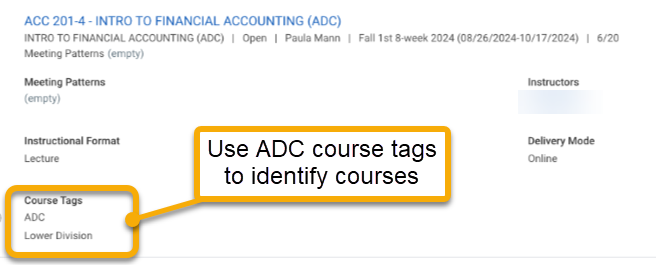 ACC 201-4 - INTRO TO FINANCIAL ACCOUNTING (ADC)
INTRO TO FINANCIAL ACCOUNTING (ADC) | Open | Paula Mann | Fall 1st 8-week 2024 (08/26/2024-10/17/2024) | 6/20
Meeting Patterns (empty)
Meeting Patterns
(empty)
Instructors
Instructional Format
Lecture
Delivery Mode
Online
Use ADC course tags
to identify courses
Course Tags
ADC
Lower Division